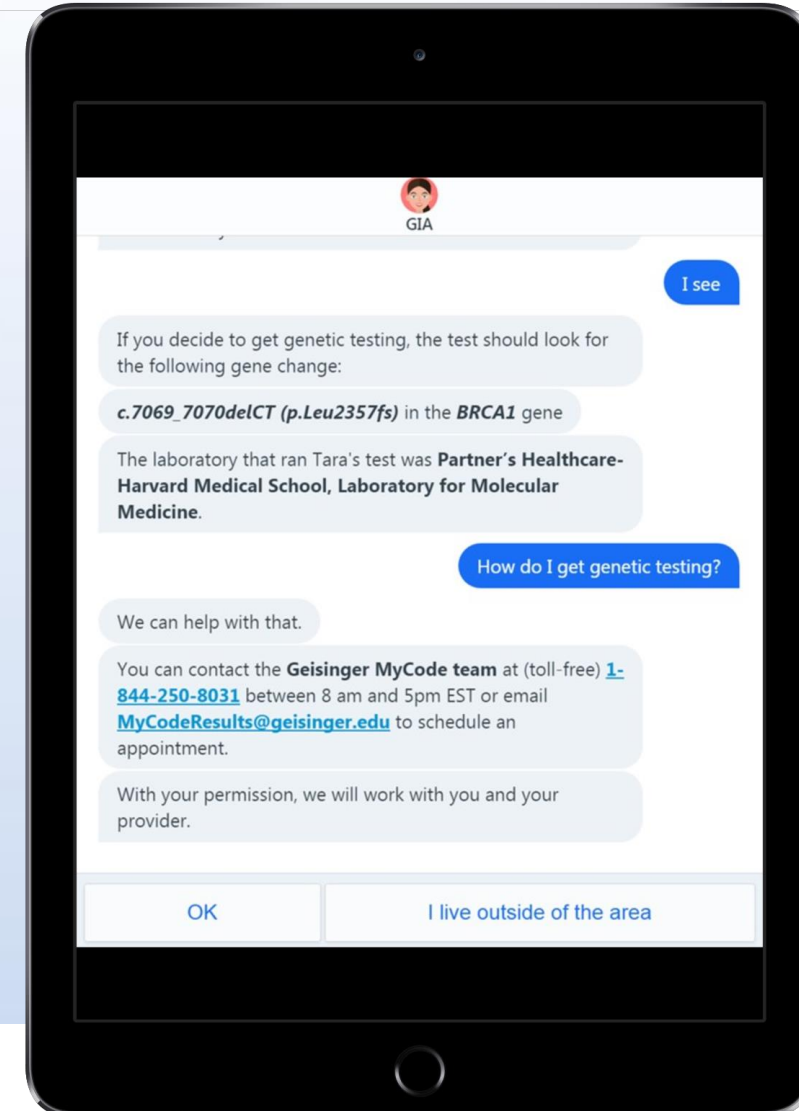 GIA
I see
If you decide to get genetic testing, the test should look for
the following gene change:
c.7069_7070delCT (p.Leu2357fs) in the BRCA1 gene
The laboratory that ran Tara's test was Partner's Healthcare-
Harvard Medical School, Laboratory for Molecular
Medicine.
How do I get genetic testing?
We can help with that.
You can contact the Geisinger MyCode team at (toll-free) 1-
844-250-8031 between 8 am and 5pm EST or email
MyCodeResults@geisinger.edu to schedule an
appointment.
With your permission, we will work with you and your
provider.
OK
I live outside of the area